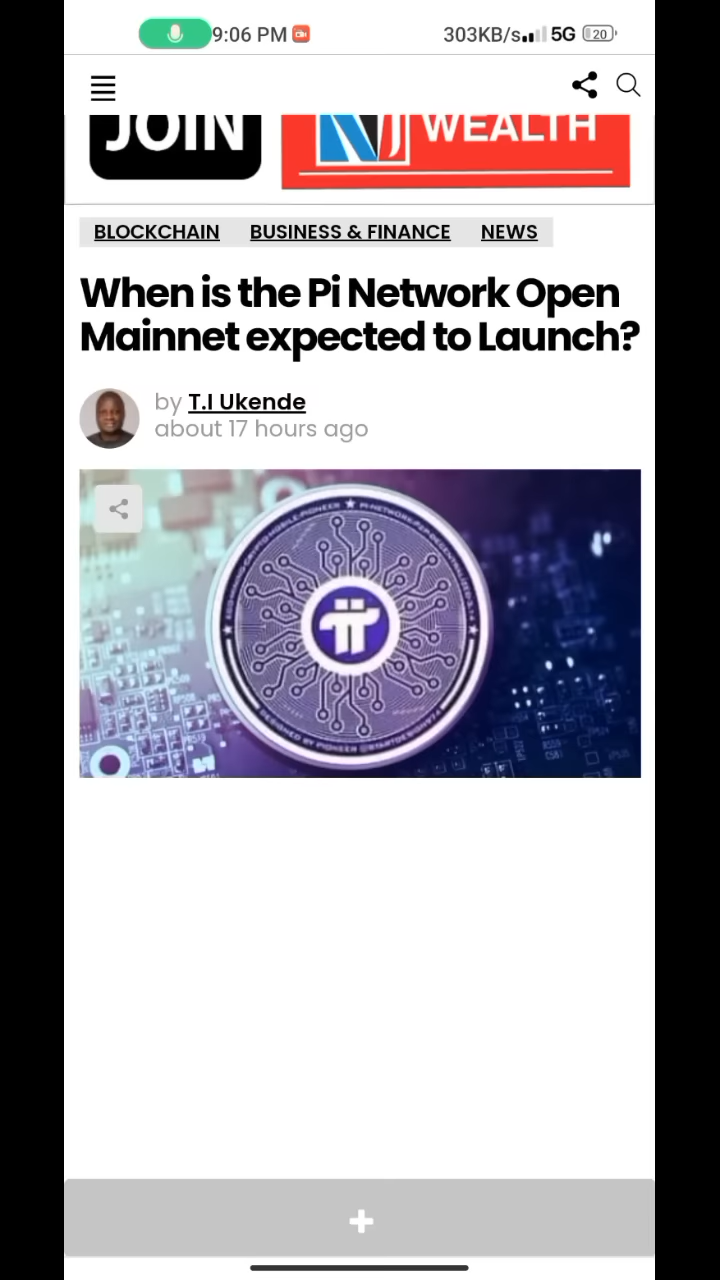 9:06 PM 303KB/s 5G 20
JOIN WEALTH
BLOCKCHAIN BUSINESS & FINANCE NEWS
When is the Pi Network Open
Mainnet expected to Launch?
by T.I Ukende
about 17 hours ago